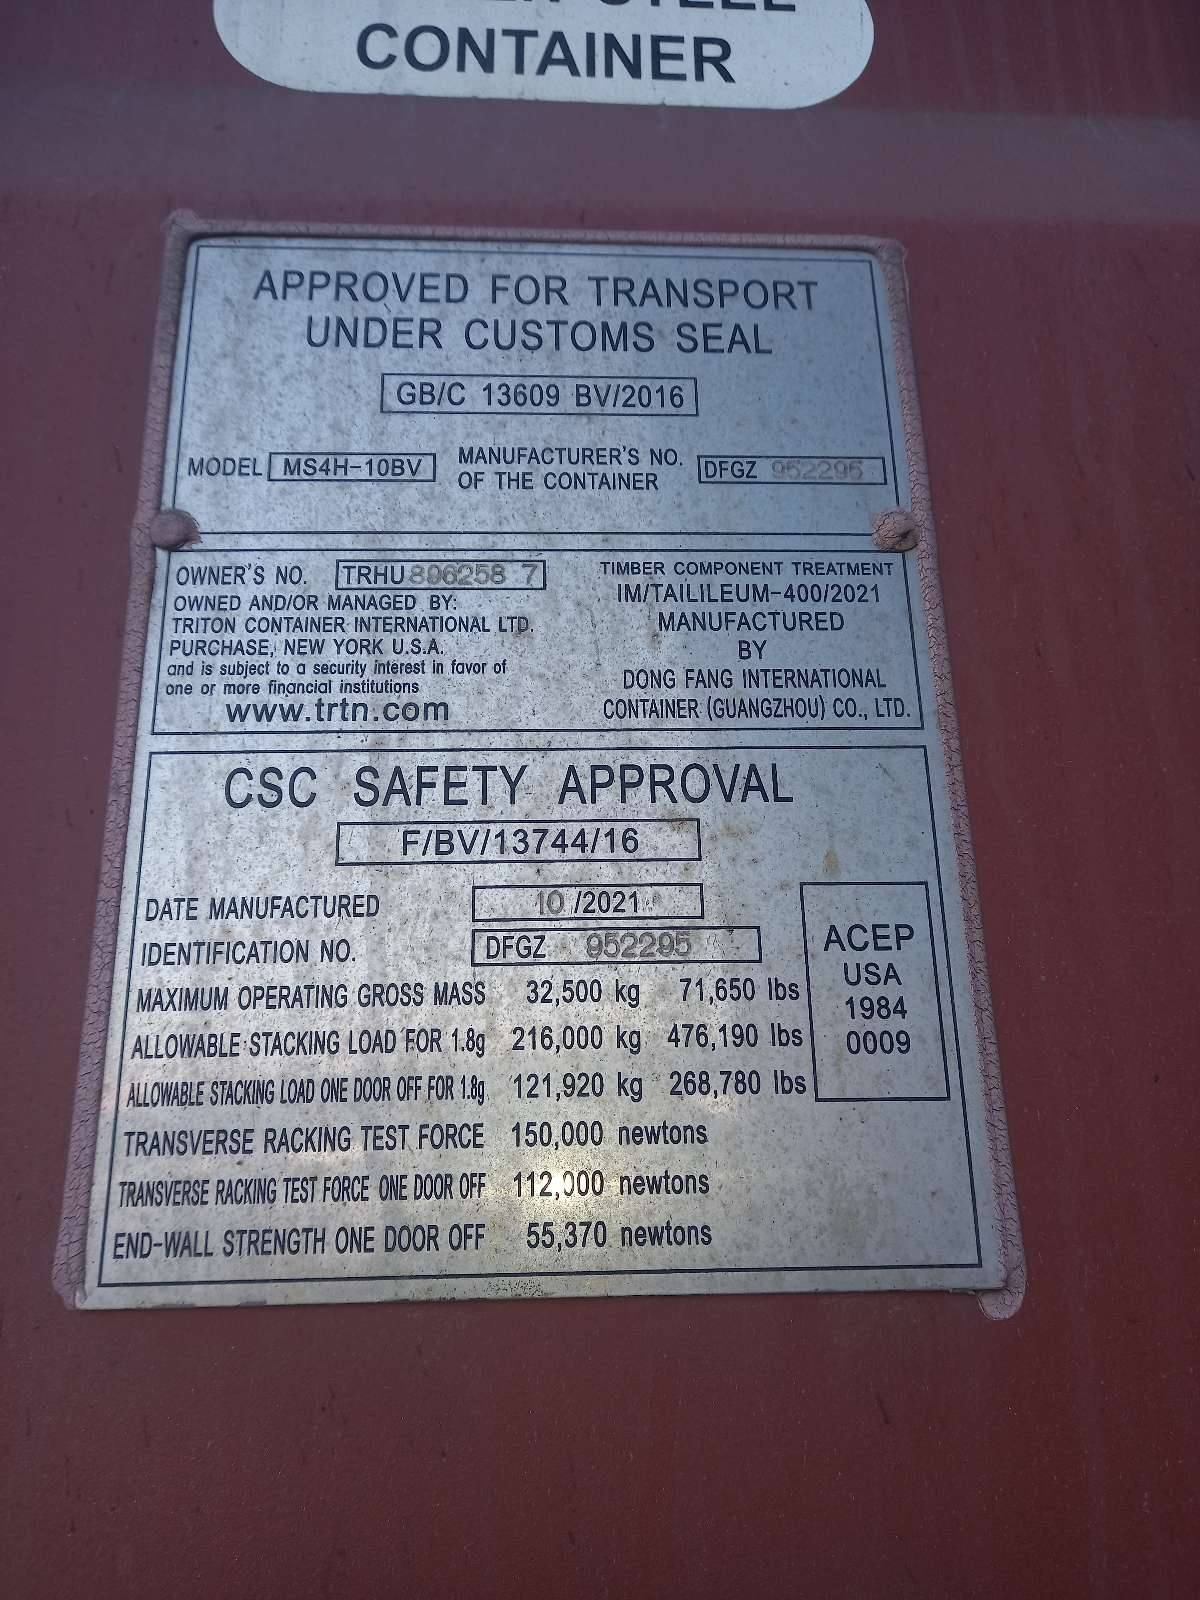 CONTAINER
APPROVED FOR TRANSPORT
UNDER CUSTOMS SEAL
GB/C 13609 BV/2016
MODEL MS4H-10BV
MANUFACTURER'S NO.
OF THE CONTAINER
DFGZ 952295
OWNER'S NO. TRHU 896258 7
OWNED AND/OR MANAGED BY:
TRITON CONTAINER INTERNATIONAL LTD.
PURCHASE, NEW YORK U.S.A.
and is subject to a security interest in favor of
one or more financial institutions
www.trtn.com
TIMBER COMPONENT TREATMENT
IM/TAILILEUM-400/2021
MANUFACTURED
BY
DONG FANG INTERNATIONAL
CONTAINER (GUANGZHOU) CO., LTD.
CSC SAFETY APPROVAL
F/BV/13744/16
DATE MANUFACTURED 10/2021
IDENTIFICATION NO. DFGZ 952295
MAXIMUM OPERATING GROSS MASS 32,500 kg 71,650 lbs
ALLOWABLE STACKING LOAD FOR 1.8g 216,000 kg 476,190 lbs
ALLOWABLE STACKING LOAD ONE DOOR OFF FOR 1.8g 121,920 kg 268,780 lbs
TRANSVERSE RACKING TEST FORCE 150,000 newtons
TRANSVERSE RACKING TEST FORCE ONE DOOR OFF 112,000 newtons
END-WALL STRENGTH ONE DOOR OFF 55,370 newtons
ACEP
USA
1984
0009